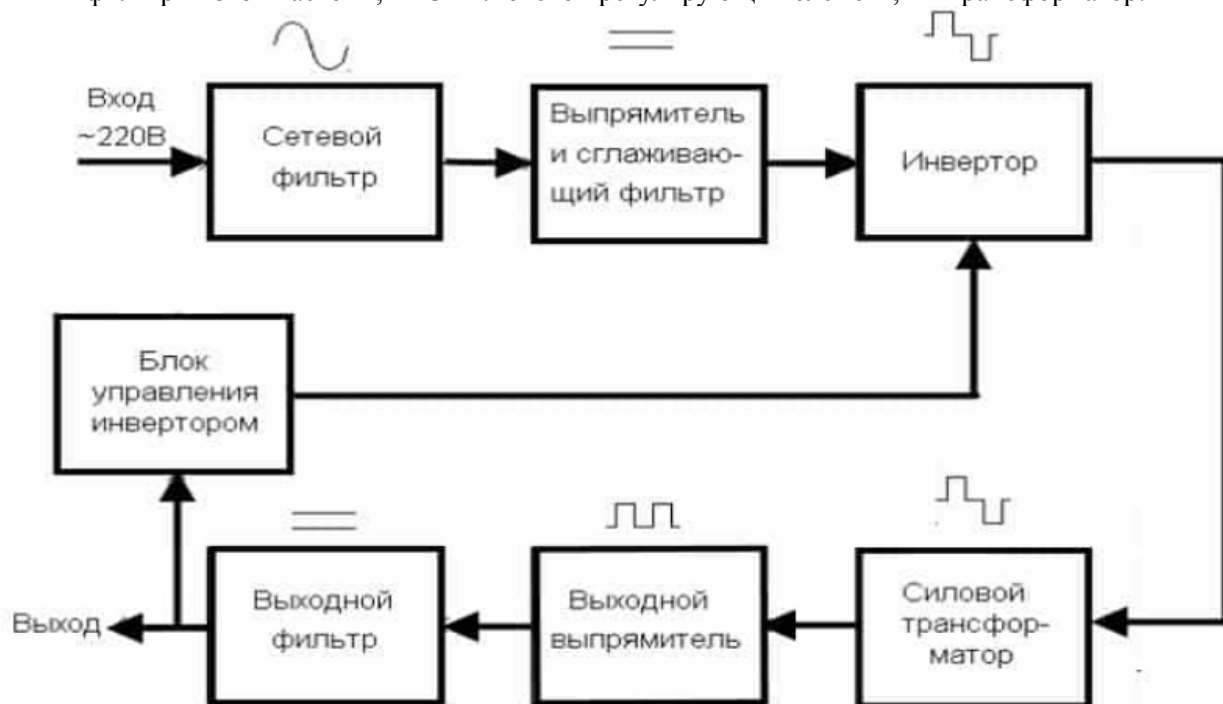 Вход
~220В
Сетевой
фильтр
Выпрямитель
и сглаживаю-
щий фильтр
Инвертор
Блок
управления
инвертором
Выход
Выходной
фильтр
Выходной
выпрямитель
Силовой
трансфор-
матор